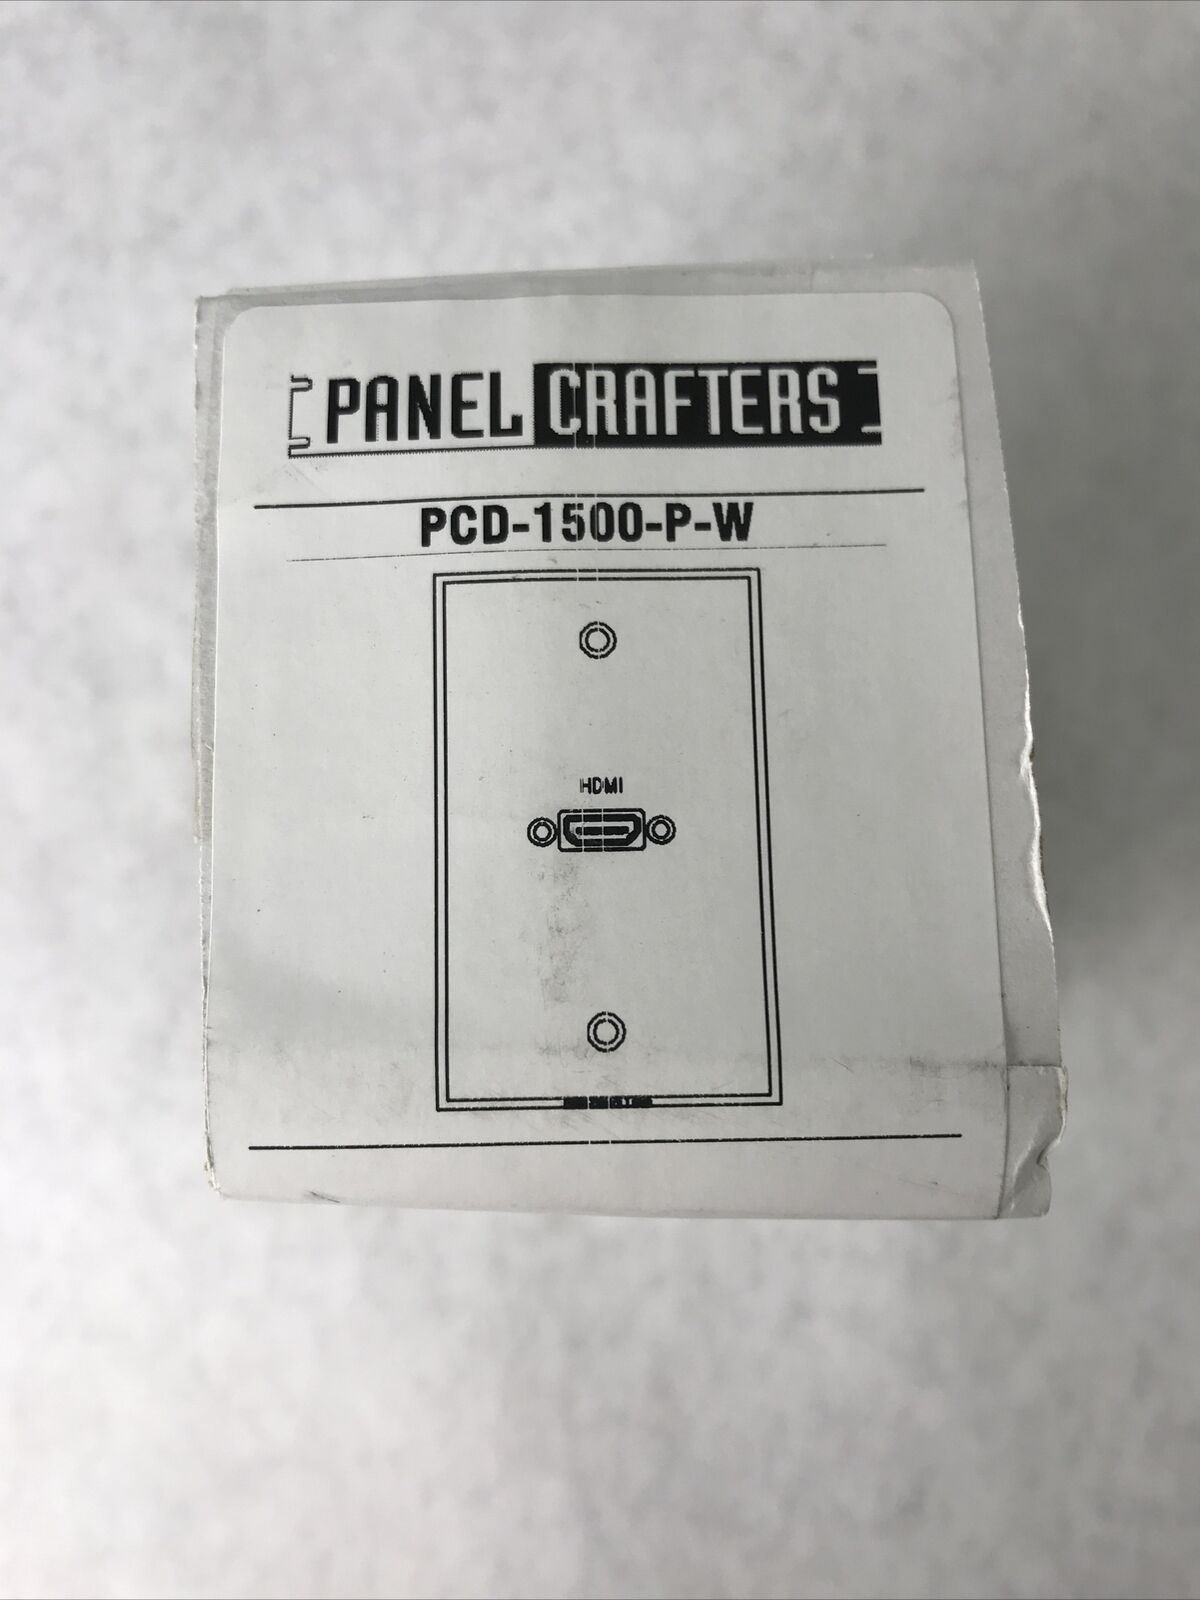 PANEL CRAFTERS
PCD-1500-P-W
HDMI